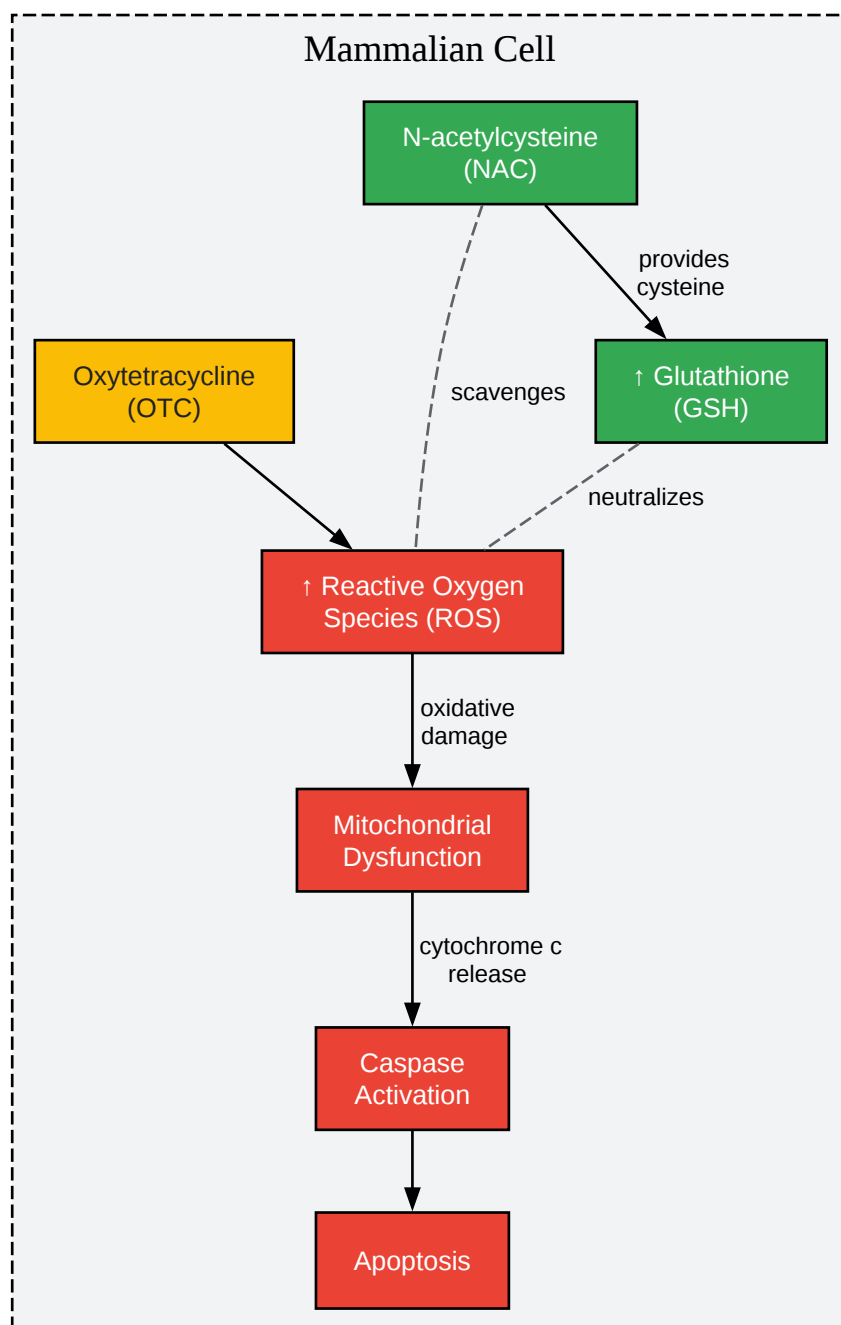 Mammalian Cell
N-acetylcysteine
(NAC)
provides
cysteine
Oxytetracycline
(OTC)
scavenges
↑ Glutathione
(GSH)
neutralizes
↑ Reactive Oxygen
Species (ROS)
oxidative
damage
Mitochondrial
Dysfunction
cytochrome c
release
Caspase
Activation
Apoptosis